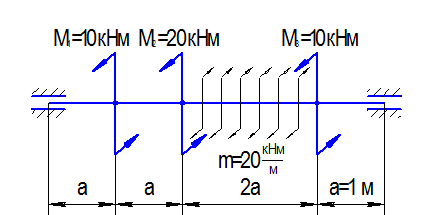 M₁=10кНм M₂=20кНм M₃=10кНм
m=20 кНм/м
a a 2a a=1 м